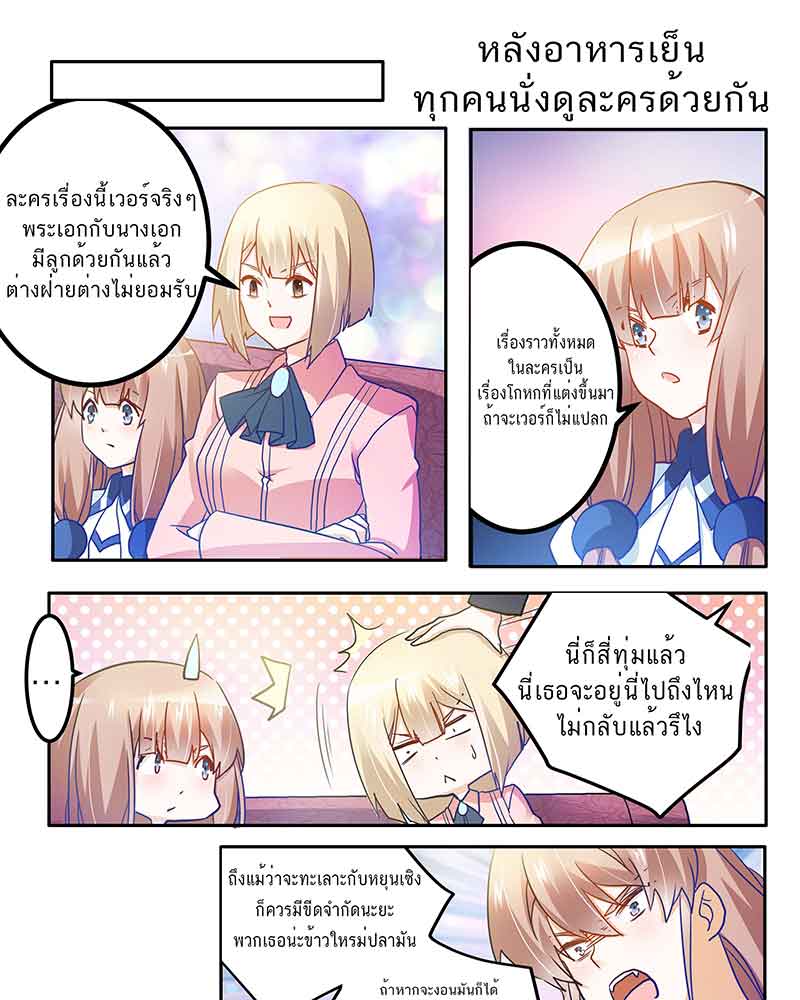 หลังอาหารเย็น
ทุกคนนั่งดูละครด้วยกัน
ละครเรื่องนี้เวอร์จริงๆ
พระเอกกับนางเอก
มีลูกด้วยกันแล้ว
ต่างฝ่ายต่างไม่ยอมรับ
เรื่องราวทั้งหมด
ในละครเป็น
เรื่องโกหกที่แต่งขึ้นมา
ถ้าจะเวอร์ก็ไม่แปลก
...
นี่ก็สี่ทุ่มแล้ว
นี่เธอจะอยู่นี่ไปถึงไหน
ไม่กลับแล้วรึไง
ถึงแม้ว่าจะทะเลาะกับหยุนเชิง
ก็ควรมีขีดจำกัดนะยะ
พวกเธอน่ะข้าวใหรม่ปลามัน
ถ้าหากจะงอนมันก็ได้